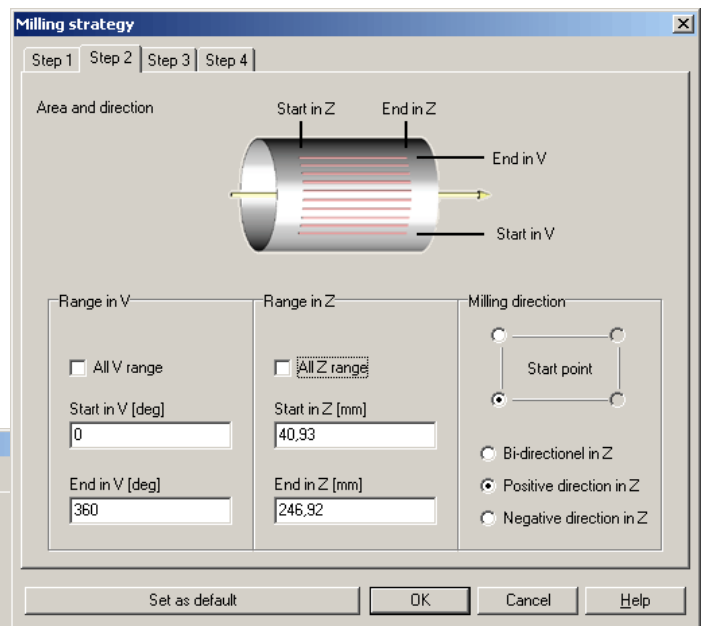 Milling strategy
Step 1 Step 2 Step 3 Step 4
Area and direction
Start in Z End in Z
End in V
Start in V
Range in V Range in Z Milling direction
All V range All Z range Start point
Start in V [deg] Start in Z [mm]
0 40,93
Bi-directionel in Z
End in V [deg] End in Z [mm] Positive direction in Z
360 246,92 Negative direction in Z
Set as default OK Cancel Help